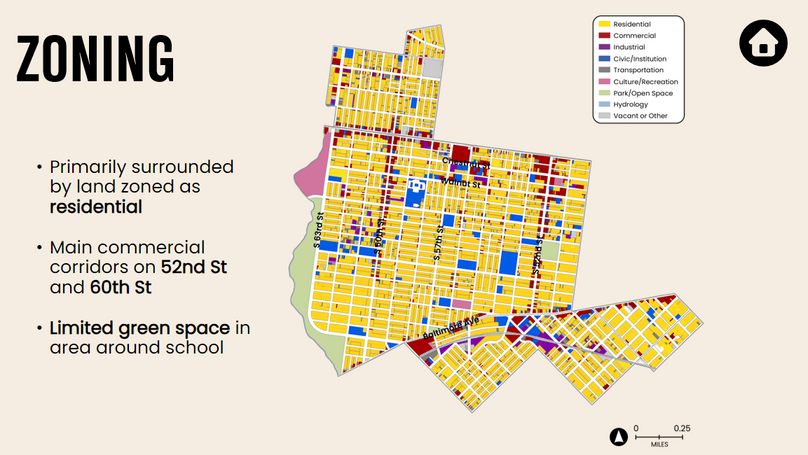 ZONING
• Primarily surrounded
by land zoned as
residential
• Main commercial
corridors on 52nd St
and 60th St
• Limited green space in
area around school
Residential
Commercial
Industrial
Civic/Institution
Transportation
Culture/Recreation
Park/Open Space
Hydrology
Vacant or Other
Chestnut St
Walnut St
S 63rd St
S 60th St
S 57th St
S 52nd St
Baltimore Ave
0 0.25
MILES